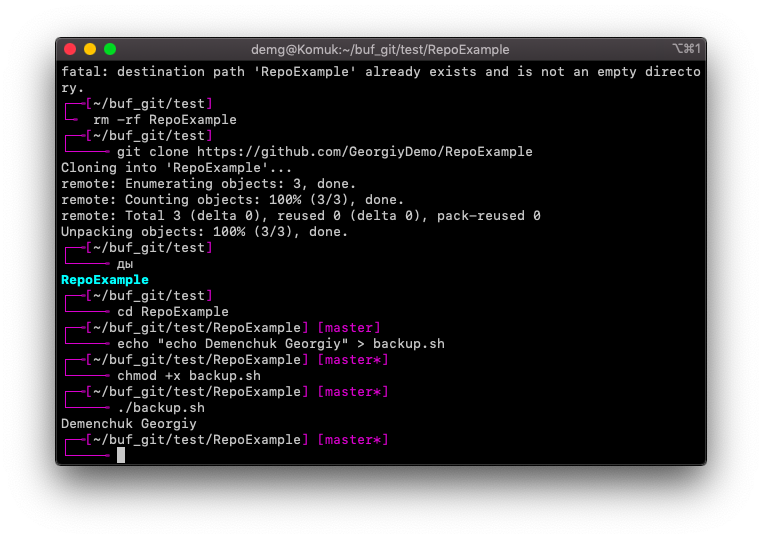 demg@Komuk:~/buf_git/test/RepoExample
⌥⌘1
fatal: destination path 'RepoExample' already exists and is not an empty directo
ry.
[~/buf_git/test]
rm -rf RepoExample
[~/buf_git/test]
git clone https://github.com/GeorgiyDemo/RepoExample
Cloning into 'RepoExample'...
remote: Enumerating objects: 3, done.
remote: Counting objects: 100% (3/3), done.
remote: Total 3 (delta 0), reused 0 (delta 0), pack-reused 0
Unpacking objects: 100% (3/3), done.
[~/buf_git/test]
ды
RepoExample
[~/buf_git/test]
cd RepoExample
[~/buf_git/test/RepoExample] [master]
echo "echo Demenchuk Georgiy" > backup.sh
[~/buf_git/test/RepoExample] [master*]
chmod +x backup.sh
[~/buf_git/test/RepoExample] [master*]
./backup.sh
Demenchuk Georgiy
[~/buf_git/test/RepoExample] [master*]